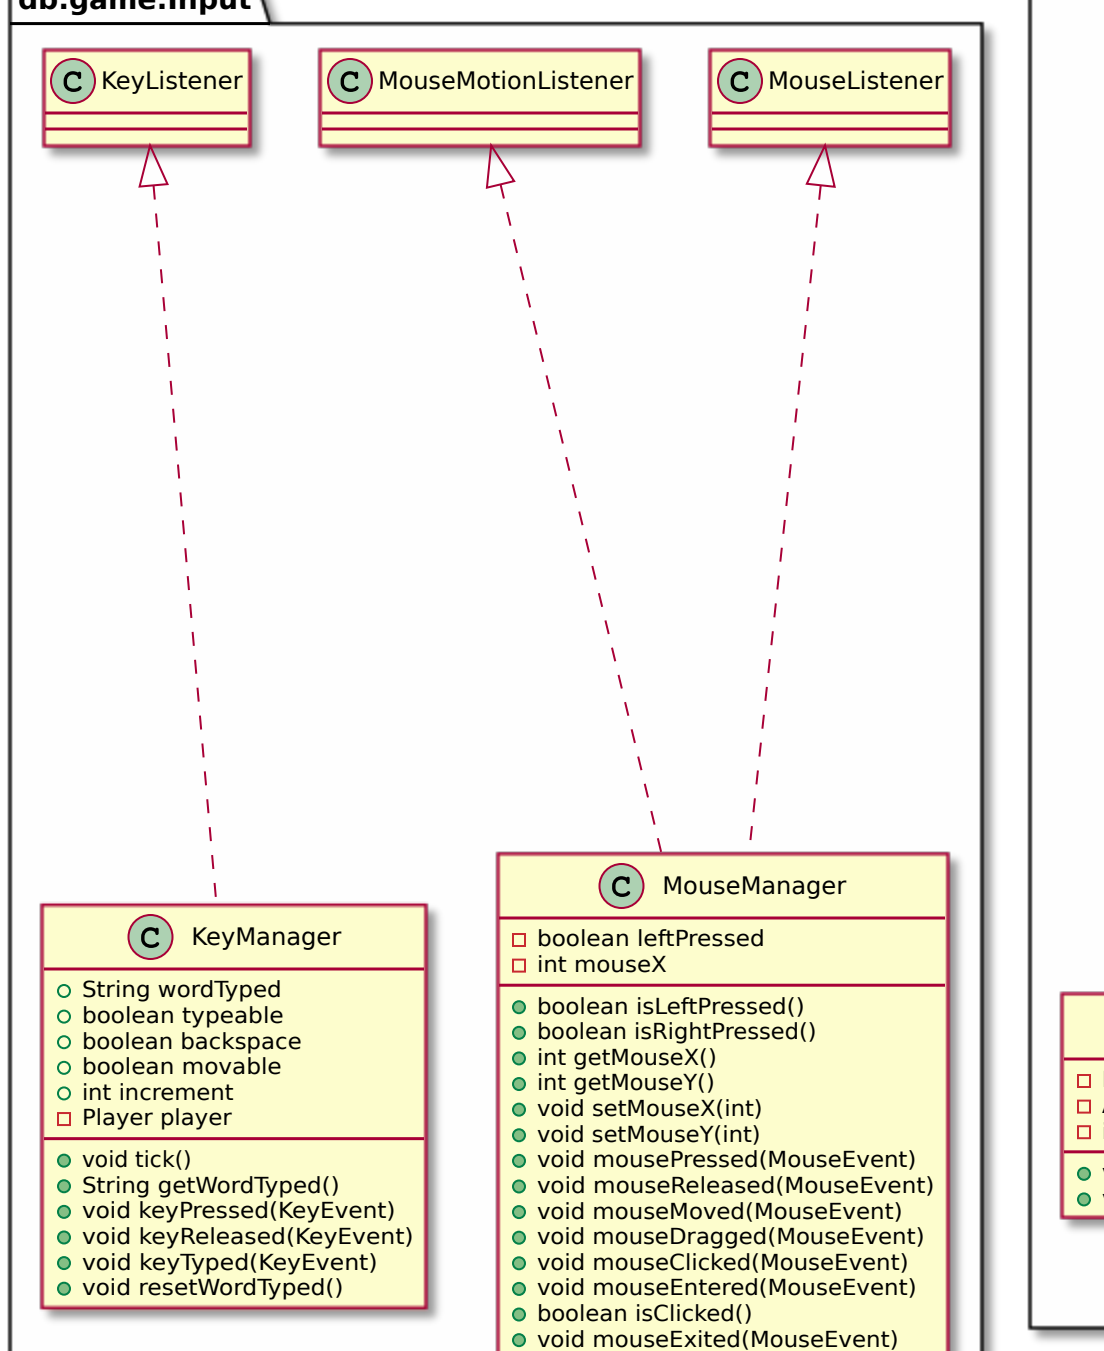 db.game.input
C KeyListener
C MouseMotionListener
C MouseListener
C KeyManager
String wordTyped
boolean typeable
boolean backspace
boolean movable
int increment
Player player
void tick()
String getWordTyped()
void keyPressed(KeyEvent)
void keyReleased(KeyEvent)
void keyTyped(KeyEvent)
void resetWordTyped()
C MouseManager
boolean leftPressed
int mouseX
boolean isLeftPressed()
boolean isRightPressed()
int getMouseX()
int getMouseY()
void setMouseX(int)
void setMouseY(int)
void mousePressed(MouseEvent)
void mouseReleased(MouseEvent)
void mouseMoved(MouseEvent)
void mouseDragged(MouseEvent)
void mouseClicked(MouseEvent)
void mouseEntered(MouseEvent)
boolean isClicked()
void mouseExited(MouseEvent)